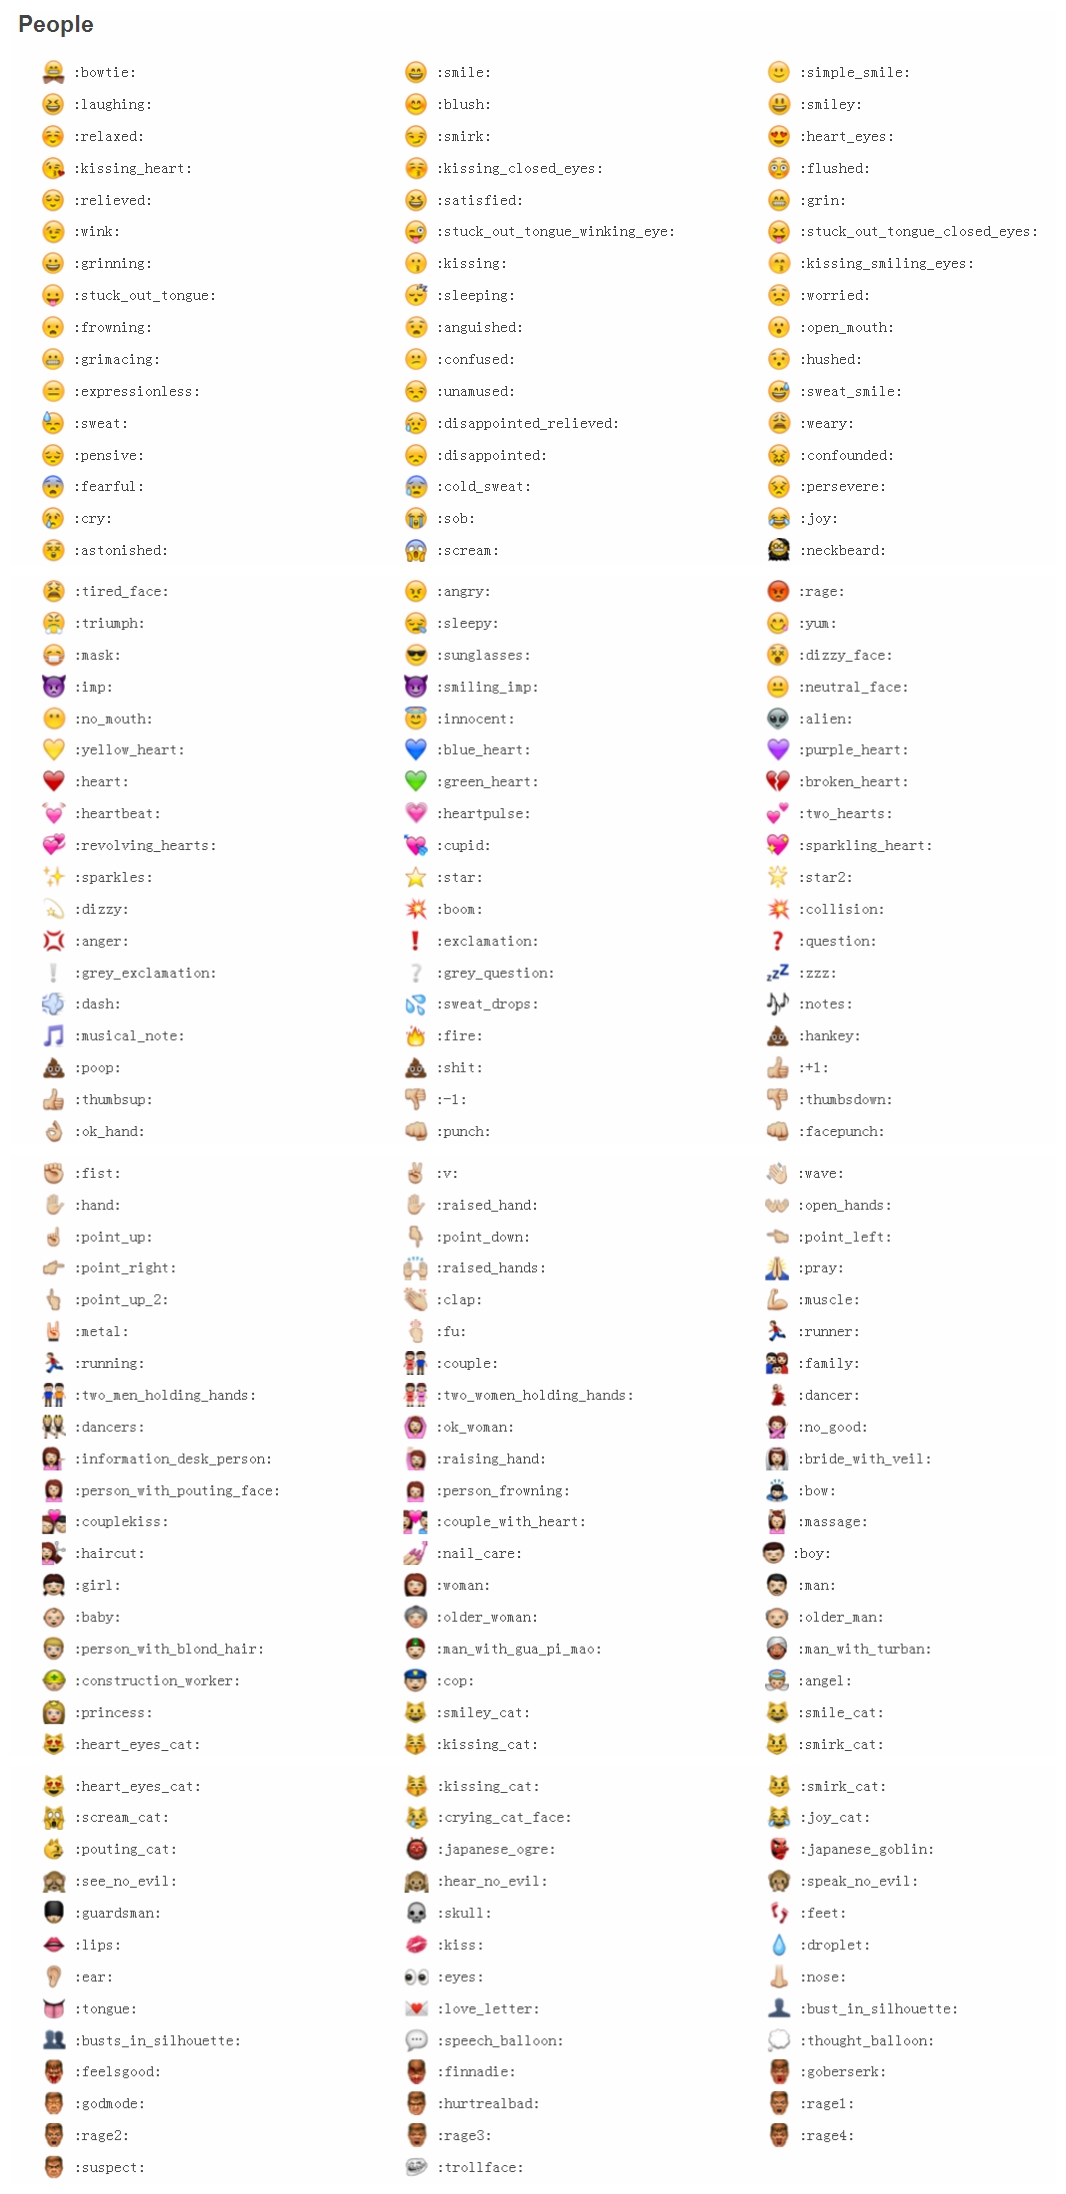 People
:bowtie: :smile: :simple_smile:
:laughing: :blush: :smiley:
:relaxed: :smirk: :heart_eyes:
:kissing_heart: :kissing_closed_eyes: :flushed:
:relieved: :satisfied: :grin:
:wink: :stuck_out_tongue_winking_eye: :stuck_out_tongue_closed_eyes:
:grinning: :kissing: :kissing_smiling_eyes:
:stuck_out_tongue: :sleeping: :worried:
:frowning: :anguished: :open_mouth:
:grimacing: :confused: :hushed:
:expressionless: :unamused: :sweat_smile:
:sweat: :disappointed_relieved: :weary:
:pensive: :disappointed: :confounded:
:fearful: :cold_sweat: :persevere:
:cry: :sob: :joy:
:astonished: :scream: :neckbeard:
:tired_face: :angry: :rage:
:triumph: :sleepy: :yum:
:mask: :sunglasses: :dizzy_face:
:imp: :smiling_imp: :neutral_face:
:no_mouth: :innocent: :alien:
:yellow_heart: :blue_heart: :purple_heart:
:heart: :green_heart: :broken_heart:
:heartbeat: :heartpulse: :two_hearts:
:revolving_hearts: :cupid: :sparkling_heart:
:sparkles: :star: :star2:
:dizzy: :boom: :collision:
:anger: :exclamation: :question:
:grey_exclamation: :grey_question: :zzz:
:dash: :sweat_drops: :notes:
:musical_note: :fire: :hankey:
:poop: :shit: :+1:
:thumbsup: :-1: :thumbsdown:
:ok_hand: :punch: :facepunch:
:fist: :v: :wave:
:hand: :raised_hand: :open_hands:
:point_up: :point_down: :point_left:
:point_right: :raised_hands: :pray:
:point_up_2: :clap: :muscle:
:metal: :fu: :runner:
:running: :couple: :family:
:two_men_holding_hands: :two_women_holding_hands: :dancer:
:dancers: :ok_woman: :no_good:
:information_desk_person: :raising_hand: :bride_with_veil:
:person_with_pouting_face: :person_frowning: :bow:
:couplekiss: :couple_with_heart: :massage:
:haircut: :nail_care: :boy:
:girl: :woman: :man:
:baby: :older_woman: :older_man:
:person_with_blond_hair: :man_with_gua_pi_mao: :man_with_turban:
:construction_worker: :cop: :angel:
:princess: :smiley_cat: :smile_cat:
:heart_eyes_cat: :kissing_cat: :smirk_cat:
:heart_eyes_cat: :kissing_cat: :smirk_cat:
:scream_cat: :crying_cat_face: :joy_cat:
:pouting_cat: :japanese_ogre: :japanese_goblin:
:see_no_evil: :hear_no_evil: :speak_no_evil:
:guardsman: :skull: :feet:
:lips: :kiss: :droplet:
:ear: :eyes: :nose:
:tongue: :love_letter: :bust_in_silhouette:
:busts_in_silhouette: :speech_balloon: :thought_balloon:
:feelsgood: :finnadie: :goberserk:
:godmode: :hurtrealbad: :rage1:
:rage2: :rage3: :rage4:
:suspect: :trollface: